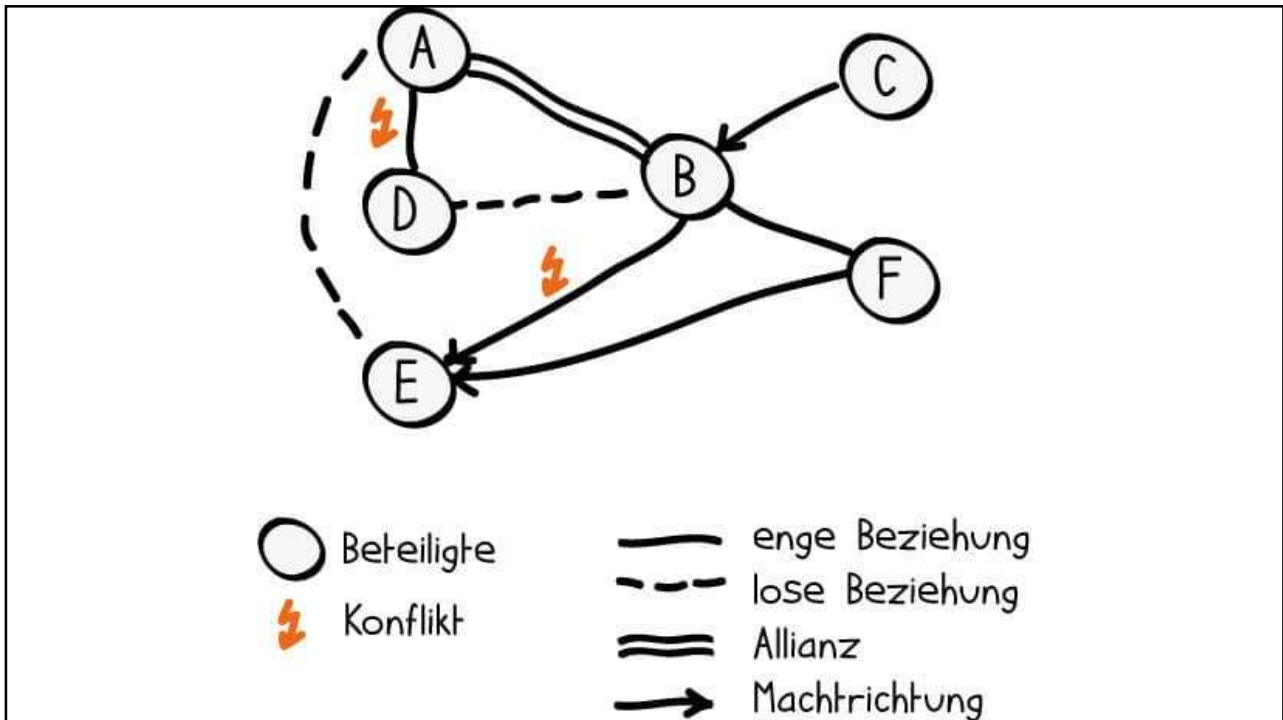 A
C
B
D
F
E
Beteiligte
Konflikt
enge Beziehung
lose Beziehung
Allianz
Machtrichtung